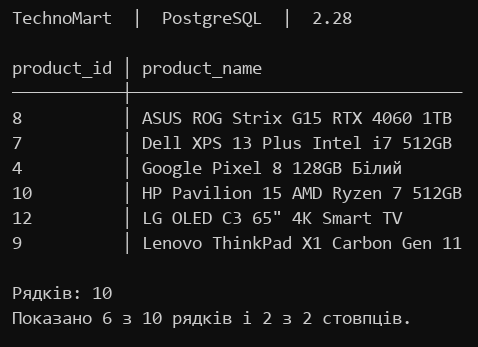 TechnoMart | PostgreSQL | 2.28
product_id | product_name
8 | ASUS ROG Strix G15 RTX 4060 1TB
7 | Dell XPS 13 Plus Intel i7 512GB
4 | Google Pixel 8 128GB Білий
10 | HP Pavilion 15 AMD Ryzen 7 512GB
12 | LG OLED C3 65" 4K Smart TV
9 | Lenovo ThinkPad X1 Carbon Gen 11
Рядків: 10
Показано 6 з 10 рядків і 2 з 2 стовпців.